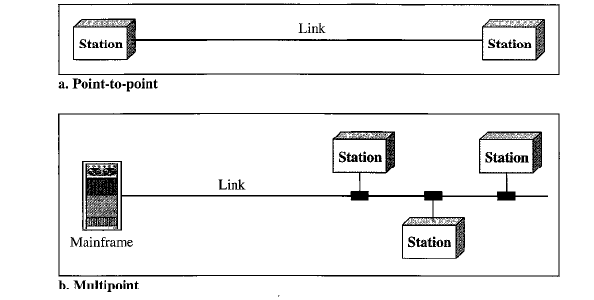 Link
Station
Station
a. Point-to-point
Station
Station
Link
Mainframe
Station
b. Multipoint